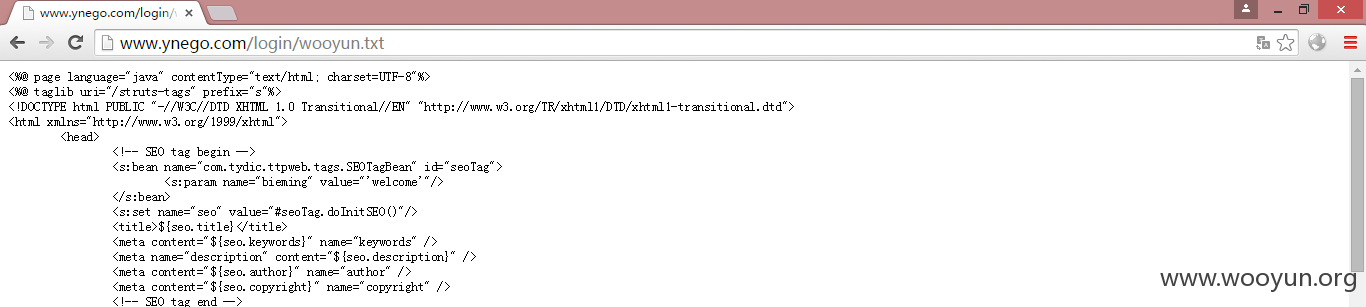 www.ynego.com/login/w
www.ynego.com/login/wooyun.txt
<%@ page language="java" contentType="text/html; charset=UTF-8"%>
<%@ taglib uri="/struts-tags" prefix="s"%>
<!DOCTYPE html PUBLIC "-//W3C//DTD XHTML 1.0 Transitional//EN" "http://www.w3.org/TR/xhtml1/DTD/xhtml1-transitional.dtd">
<html xmlns="http://www.w3.org/1999/xhtml">
<head>
<!-- SEO tag begin -->
<s:bean name="com.tydic.ttpweb.tags.SEOTagBean" id="seoTag">
<s:param name="bieming" value="'welcome'"/>
</s:bean>
<s:set name="seo" value="#seoTag.doInitSEO()"/>
<title>${seo.title}</title>
<meta content="${seo.keywords}" name="keywords" />
<meta name="description" content="${seo.description}" />
<meta content="${seo.author}" name="author" />
<meta content="${seo.copyright}" name="copyright" />
<!-- SEO tag end -->
www.wooyun.org